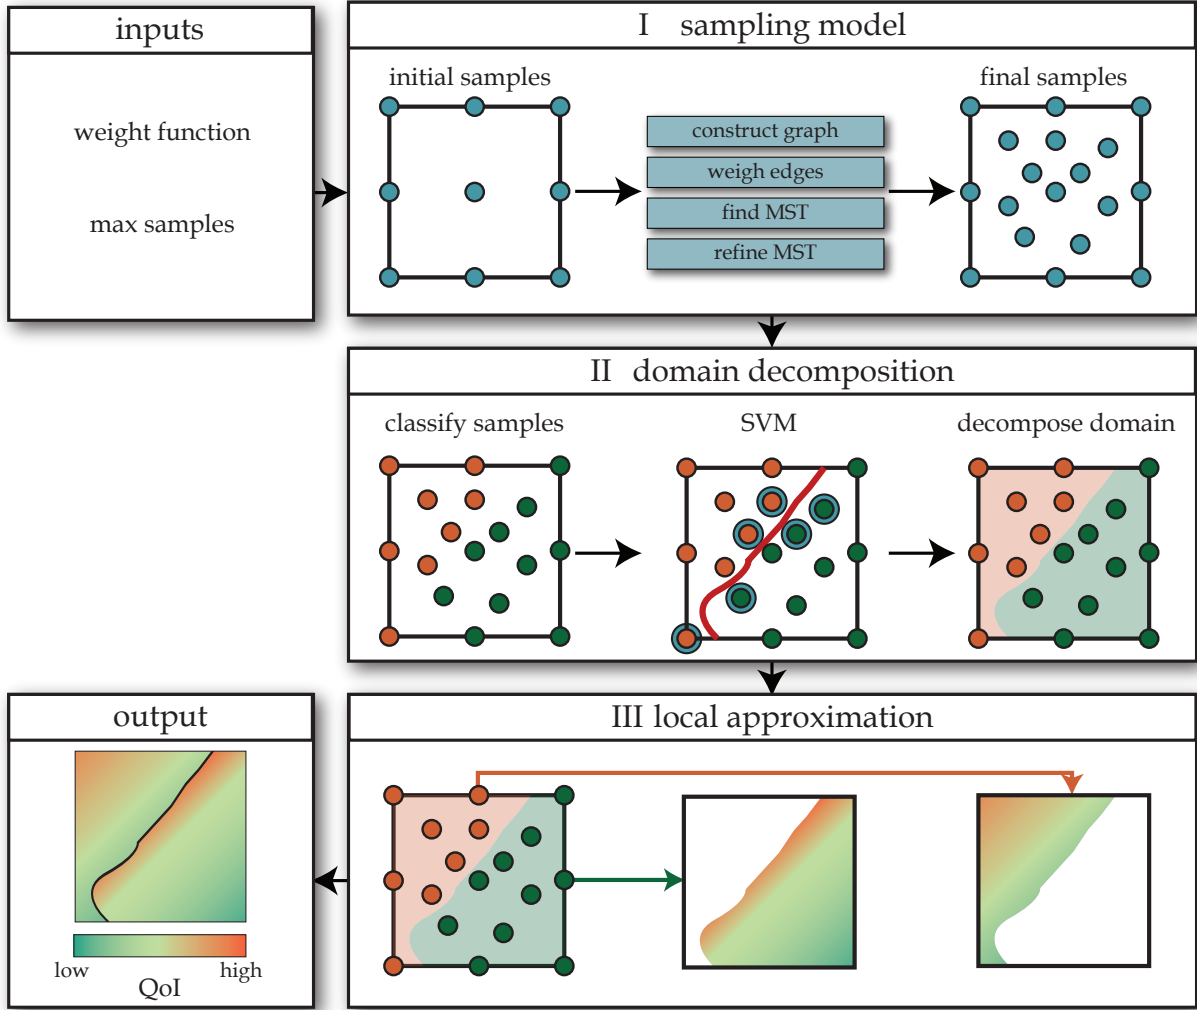 inputs
weight function
max samples
I sampling model
initial samples
construct graph
weigh edges
find MST
refine MST
final samples
II domain decomposition
classify samples
SVM
decompose domain
III local approximation
output
low
high
QoI